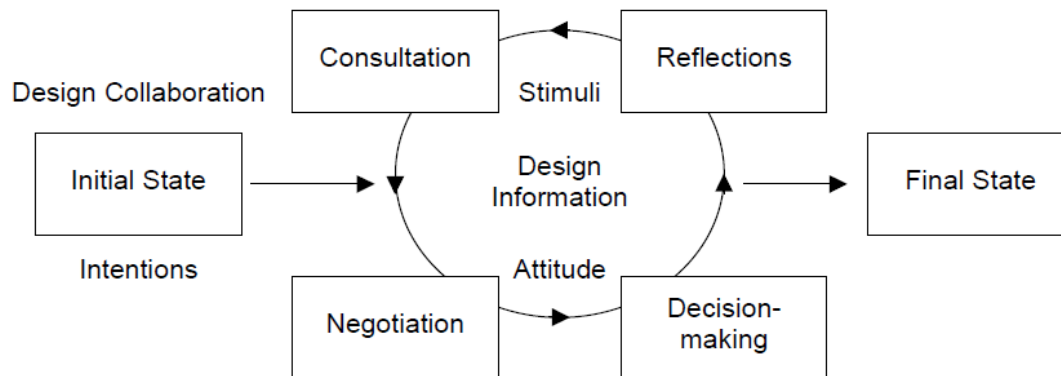 Consultation
Reflections
Design Collaboration
Stimuli
Initial State
Design
Information
Final State
Intentions
Attitude
Negotiation
Decision-
making